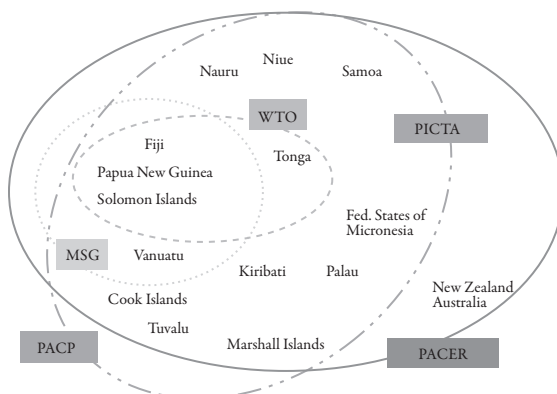 Niue
Nauru
Samoa
WTO
PICTA
Fiji
Tonga
Papua New Guinea
Solomon Islands
Fed. States of
Micronesia
MSG
Vanuatu
Kiribati
Palau
New Zealand
Australia
Cook Islands
Tuvalu
Marshall Islands
PACP
PACER